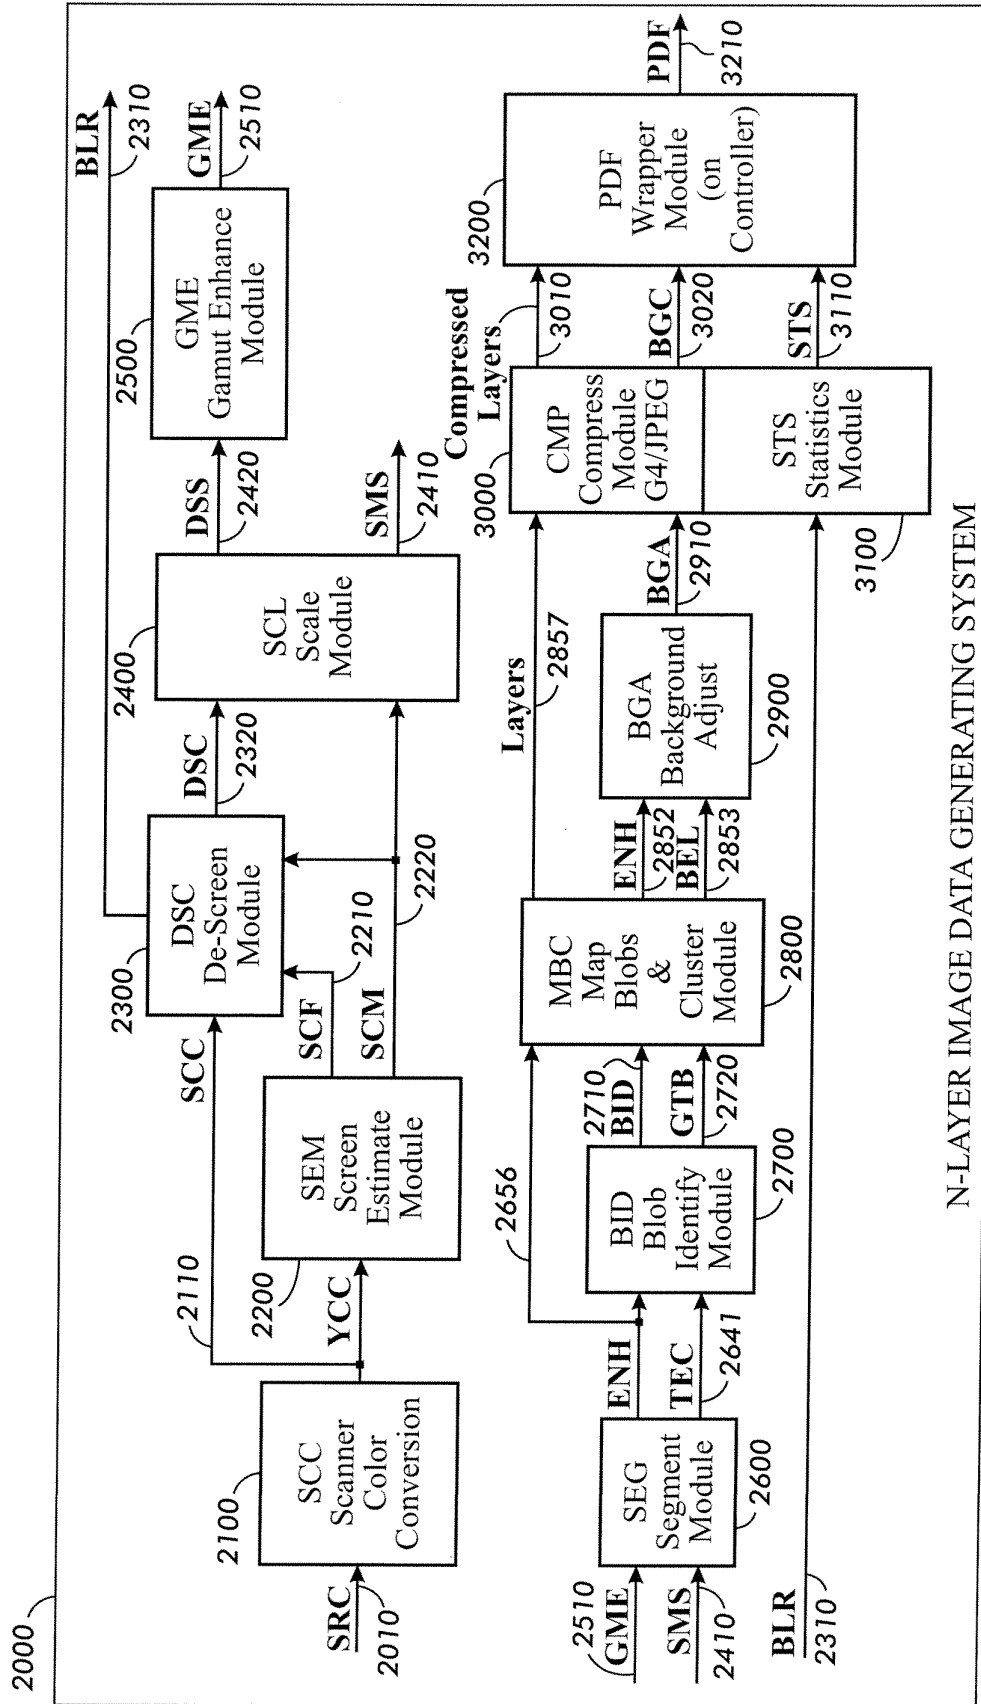 2000
SRC
2010
2100
SCC
Scanner
Color
Conversion
2110
YCC
SCC
2200
SEM
Screen
Estimate
Module
SCF
2210
SCM
2220
2300
DSC
De-Screen
Module
BLR
2310
DSC
2320
2400
SCL
Scale
Module
DSS
2420
SMS
2410
2500
GME
Gamut Enhance
Module
GME
2510
2510
GME
SMS
2410
BLR
2310
SEG
Segment
Module
2600
ENH
TEC
2641
2656
BID
Blob
Identify
Module
2700
2710
BID
GTB
2720
MBC
Map
Blobs
&
Cluster
Module
2800
Layers
2857
ENH
2852
BEL
2853
BGA
Background
Adjust
2900
BGA
2910
3000
CMP
Compress
Module
G4/JPEG
STS
Statistics
Module
3100
Compressed
Layers
3010
BGC
3020
STS
3110
3200
PDF
Wrapper
Module
(on
Controller)
PDF
3210
N-LAYER IMAGE DATA GENERATING SYSTEM